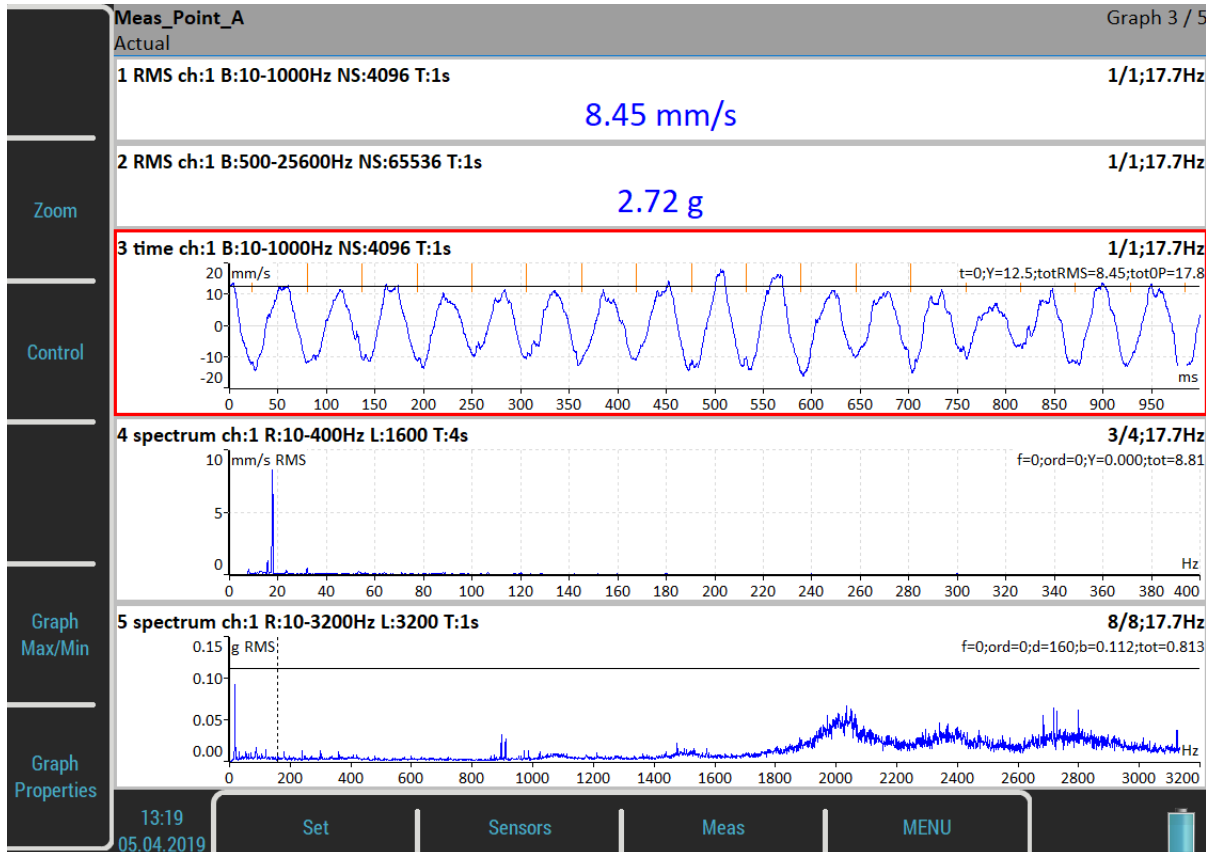 Meas_Point_A
Graph 3 / 5
Actual
1 RMS ch:1 B:10-1000Hz NS:4096 T:1s
1/1;17.7Hz
8.45 mm/s
2 RMS ch:1 B:500-25600Hz NS:65536 T:1s
1/1;17.7Hz
2.72 g
Zoom
3 time ch:1 B:10-1000Hz NS:4096 T:1s
1/1;17.7Hz
20 mm/s
t=0;Y=12.5;totRMS=8.45;tot0P=17.8
10
0
-10
-20
ms
0 50 100 150 200 250 300 350 400 450 500 550 600 650 700 750 800 850 900 950
Control
4 spectrum ch:1 R:10-400Hz L:1600 T:4s
3/4;17.7Hz
10 mm/s RMS
f=0;ord=0;Y=0.000;tot=8.81
5
0
Hz
0 20 40 60 80 100 120 140 160 180 200 220 240 260 280 300 320 340 360 380 400
Graph
Max/Min
5 spectrum ch:1 R:10-3200Hz L:3200 T:1s
8/8;17.7Hz
0.15 g RMS
f=0;ord=0;d=160;b=0.112;tot=0.813
0.10
0.05
0.00
Hz
0 200 400 600 800 1000 1200 1400 1600 1800 2000 2200 2400 2600 2800 3000 3200
Graph
Properties
13:19
05.04.2019
Set
Sensors
Meas
MENU